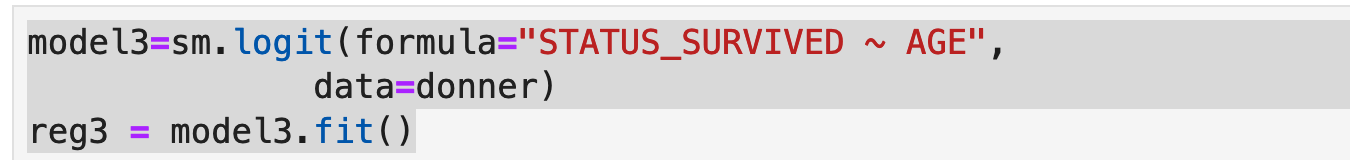 model3=sm.logit(formula="STATUS_SURVIVED ~ AGE",
data=donner)
reg3 = model3.fit()